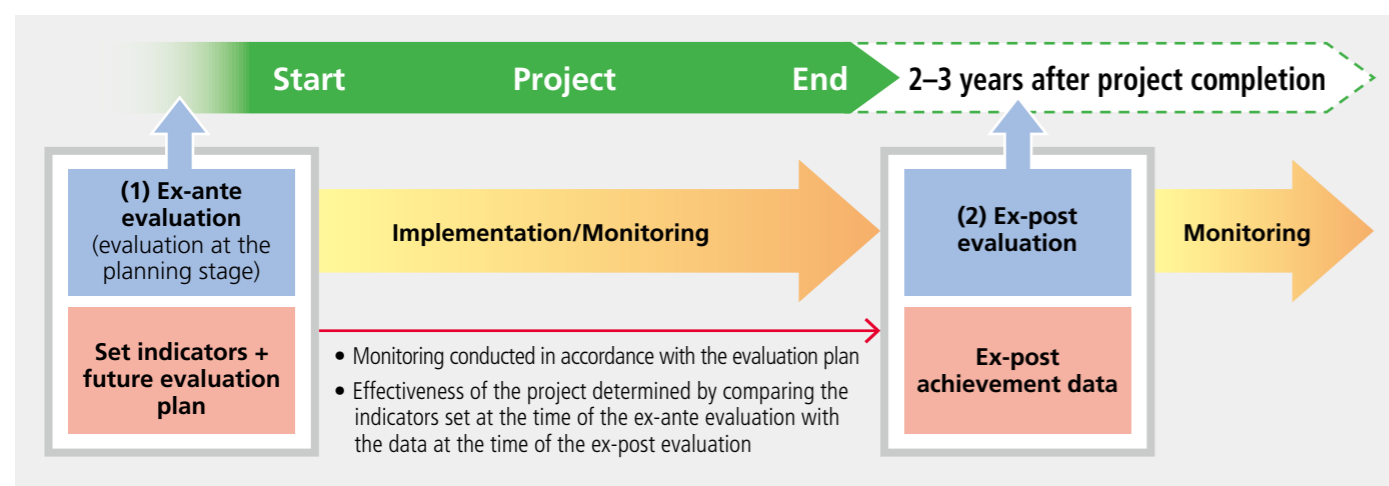 Start Project End 2–3 years after project completion
(1) Ex-ante
evaluation
(evaluation at the
planning stage)
Set indicators +
future evaluation
plan
Implementation/Monitoring
• Monitoring conducted in accordance with the evaluation plan
• Effectiveness of the project determined by comparing the
indicators set at the time of the ex-ante evaluation with
the data at the time of the ex-post evaluation
(2) Ex-post
evaluation
Ex-post
achievement data
Monitoring